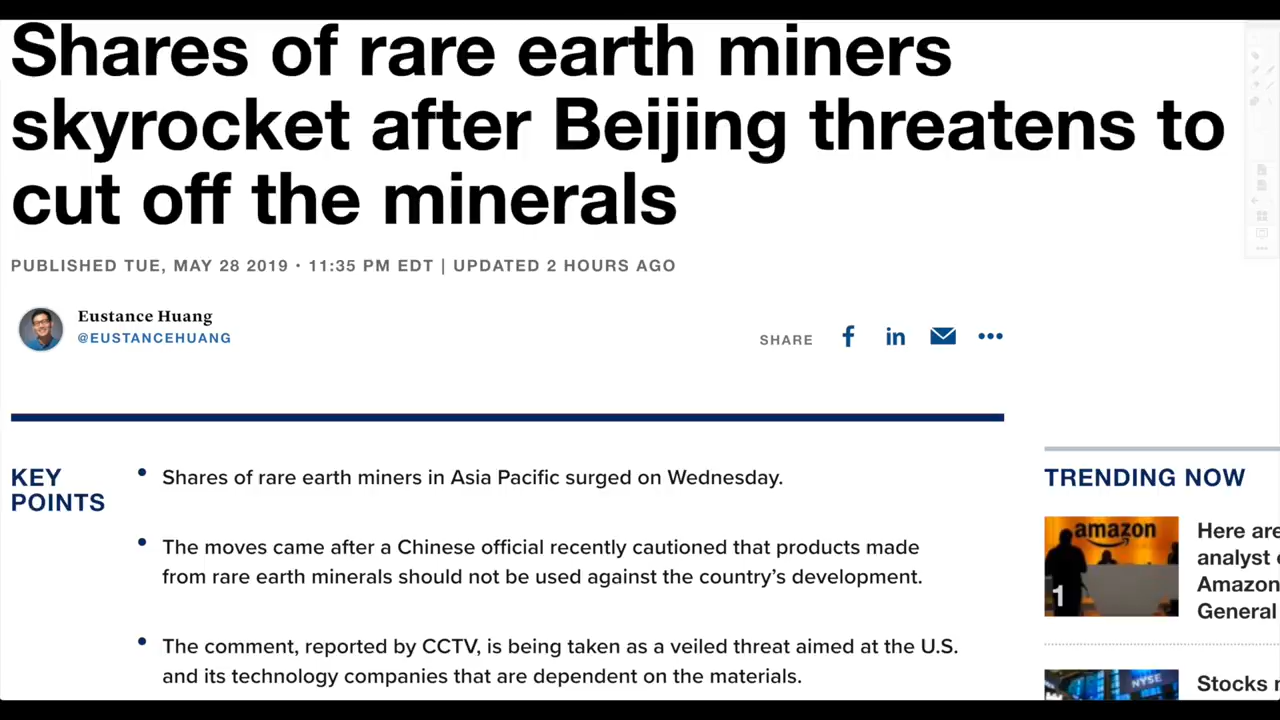 Shares of rare earth miners
skyrocket after Beijing threatens to
cut off the minerals
PUBLISHED TUE, MAY 28 2019 • 11:35 PM EDT | UPDATED 2 HOURS AGO
Eustance Huang
@EUSTANCEHUANG
SHARE
KEY
POINTS
• Shares of rare earth miners in Asia Pacific surged on Wednesday.
• The moves came after a Chinese official recently cautioned that products made
from rare earth minerals should not be used against the country’s development.
• The comment, reported by CCTV, is being taken as a veiled threat aimed at the U.S.
and its technology companies that are dependent on the materials.
TRENDING NOW
amazon
1
Here are
analyst
Amazon
General
NYSE
Stocks